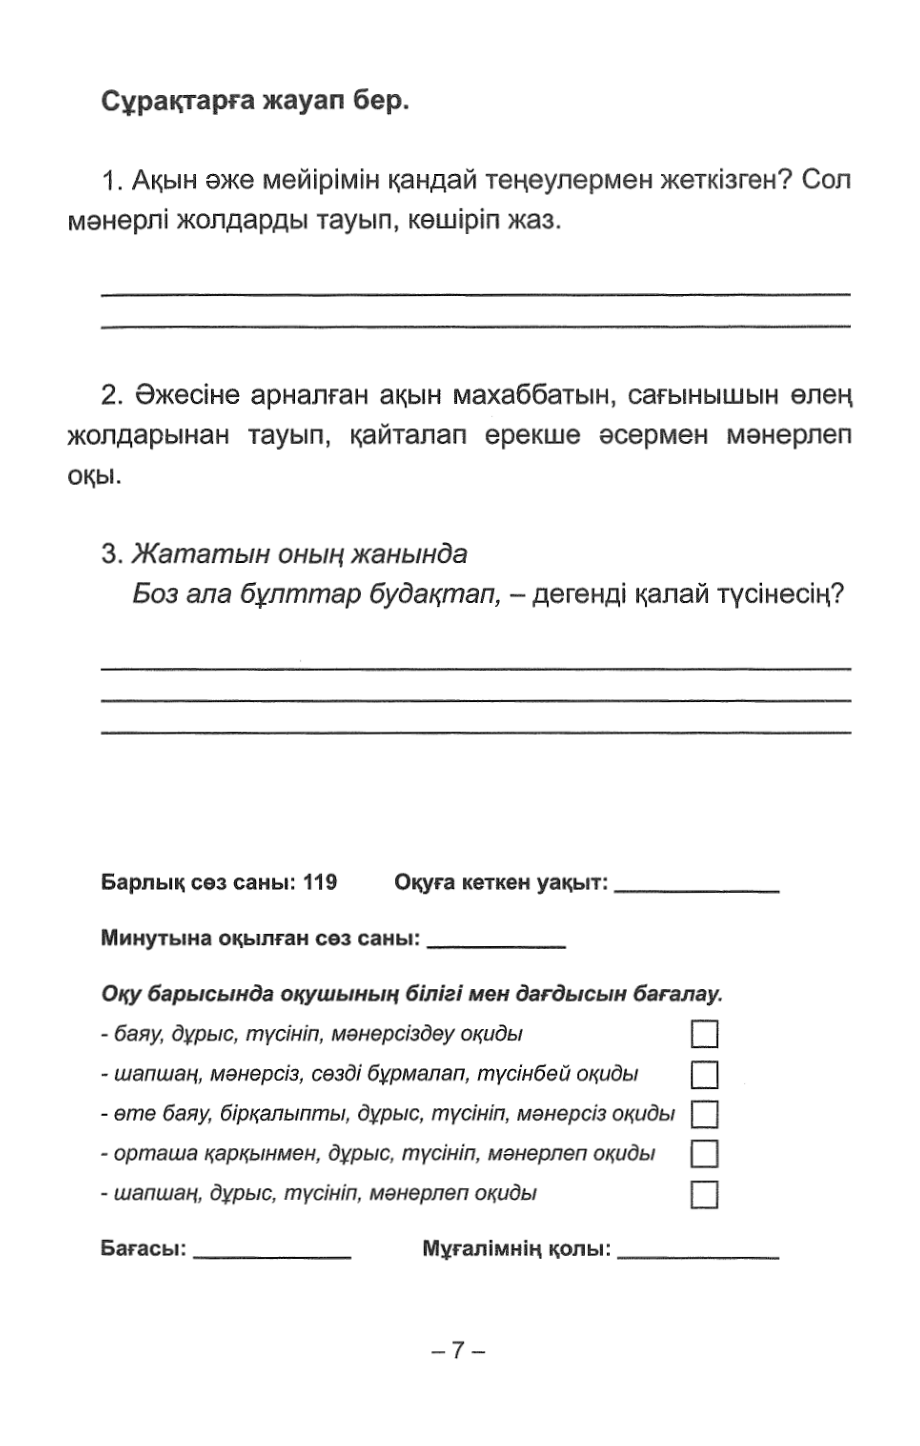 Сұрақтарға жауап бер.
1. Ақын әже мейірімін қандай теңеулермен жеткізген? Сол
мәнерлі жолдарды тауып, көшіріп жаз.
2. Әжесіне арналған ақын махаббатын, сағынышын өлең
жолдарынан тауып, қайталап ерекше әсермен мәнерлеп
оқы.
3. Жататын оның жанында
Боз ала бұлттар будақтап, – дегенді қалай түсінесің?
Барлық сөз саны: 119 Оқуға кеткен уақыт: ____________
Минутына оқылған сөз саны: ____________
Оқу барысында оқушының білігі мен дағдысын бағалау.
- баяу, дұрыс, түсініп, мәнерсіздеу оқиды
- шапшаң, мәнерсіз, сөзді бұрмалап, түсінбей оқиды
- өте баяу, бірқалыпты, дұрыс, түсініп, мәнерсіз оқиды
- орташа қарқынмен, дұрыс, түсініп, мәнерлеп оқиды
- шапшаң, дұрыс, түсініп, мәнерлеп оқиды
Бағасы: ____________ Мұғалімнің қолы: ____________
– 7 –